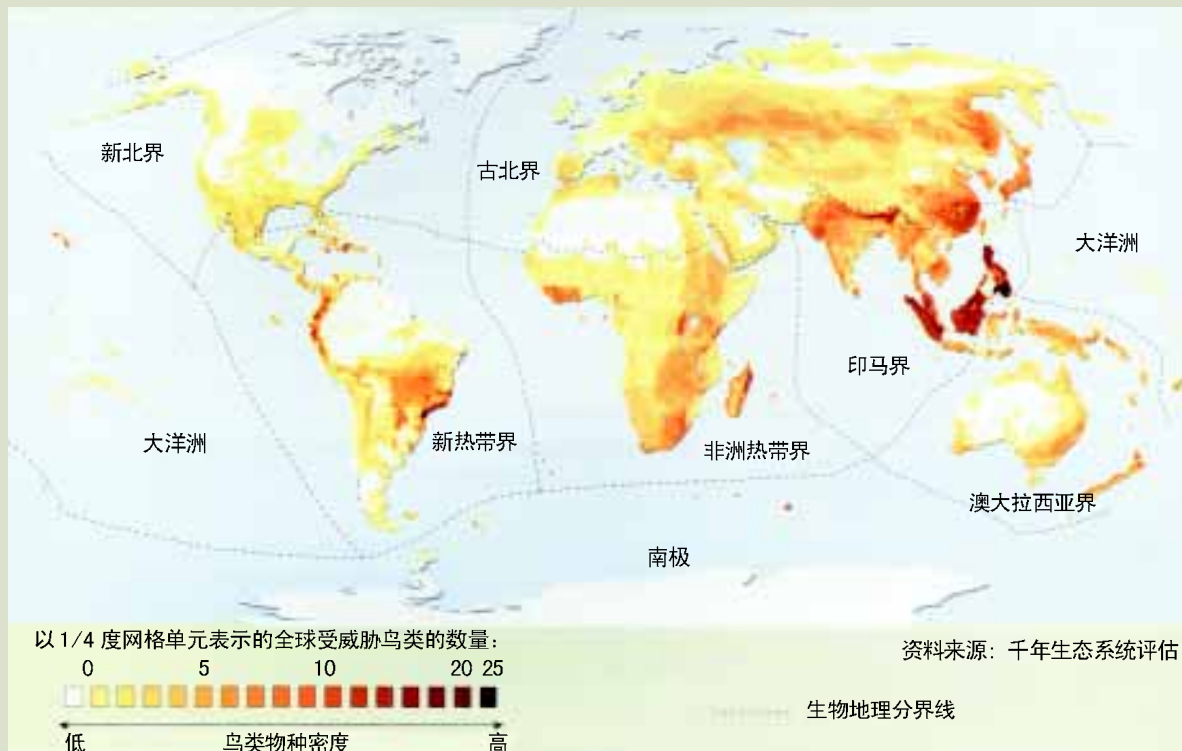 新北界
古北界
大洋洲
印马界
大洋洲
新热带界
非洲热带界
澳大拉西亚界
南极
以1/4度网格单元表示的全球受威胁鸟类的数量：
0 5 10 20 25
低 鸟类物种密度 高
资料来源：千年生态系统评估
生物地理分界线